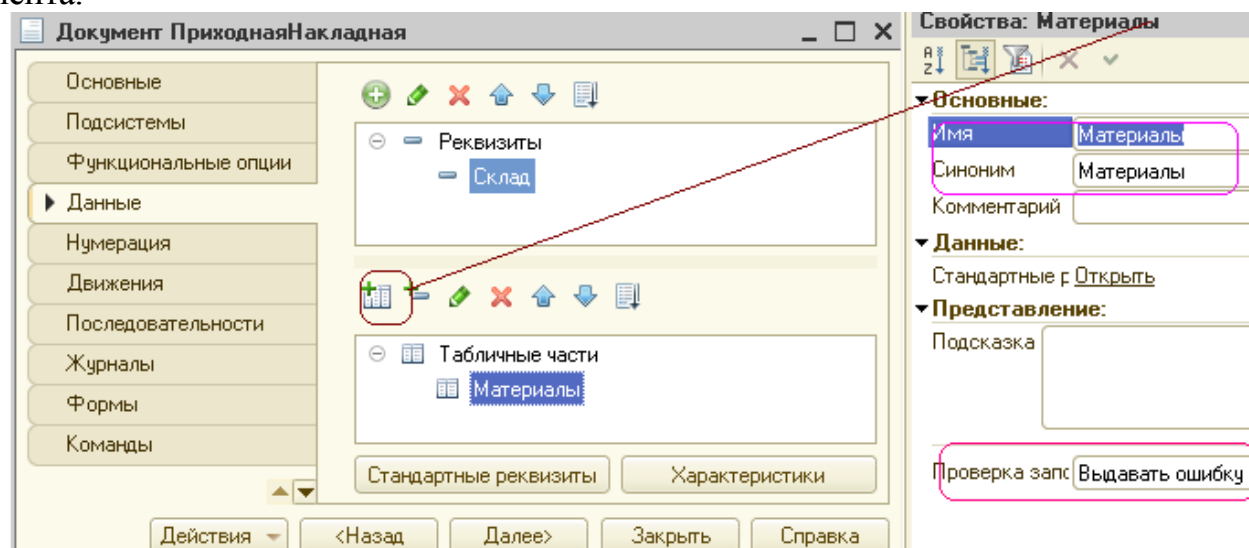 мента.
Документ ПриходнаяНакладная
Основные
Подсистемы
Функциональные опции
Данные
Нумерация
Движения
Последовательности
Журналы
Формы
Команды
Реквизиты
Склад
Табличные части
Материалы
Стандартные реквизиты
Характеристики
Действия
<Назад
Далее>
Закрыть
Справка
Свойства: Материалы
Основные:
Имя Материалы
Синоним Материалы
Комментарий
Данные:
Стандартные р Открыть
Представление:
Подсказка
Проверка запо Выдавать ошибку